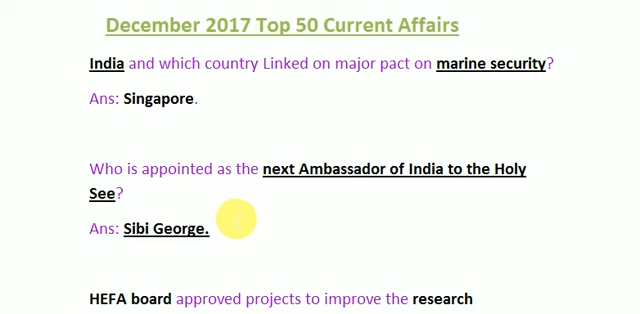 December 2017 Top 50 Current Affairs
India and which country Linked on major pact on marine security?
Ans: Singapore.
Who is appointed as the next Ambassador of India to the Holy
See?
Ans: Sibi George.
HEFA board approved projects to improve the research